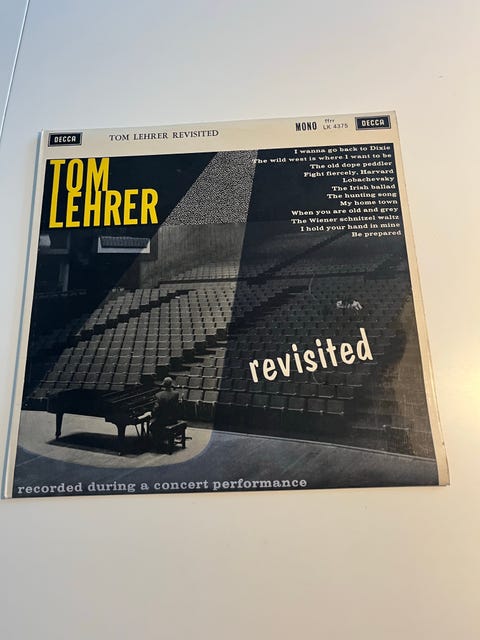 DECCA
TOM LEHRER REVISITED
MONO
ffrr
LK 4375
DECCA
TOM
LEHRER
I wanna go back to Dixie
The wild west is where I want to be
The old dope peddler
Fight fiercely, Harvard
Lobachevsky
The Irish ballad
The hunting song
My home town
When you are old and grey
The Wiener schnitzel waltz
I hold your hand in mine
Be prepared
revisited
recorded during a concert performance